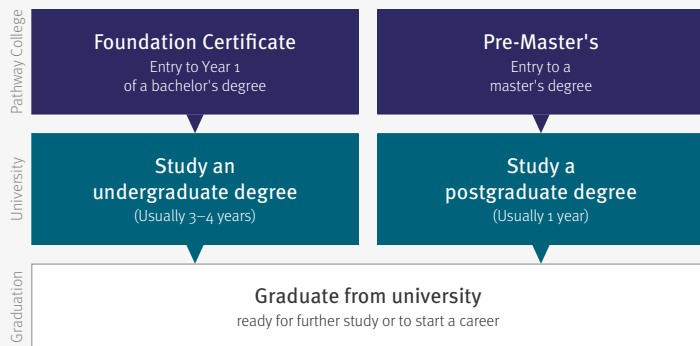 Pathway College
Foundation Certificate
Entry to Year 1
of a bachelor's degree
Pre-Master's
Entry to a
master's degree
University
Study an
undergraduate degree
(Usually 3–4 years)
Study a
postgraduate degree
(Usually 1 year)
Graduation
Graduate from university
ready for further study or to start a career